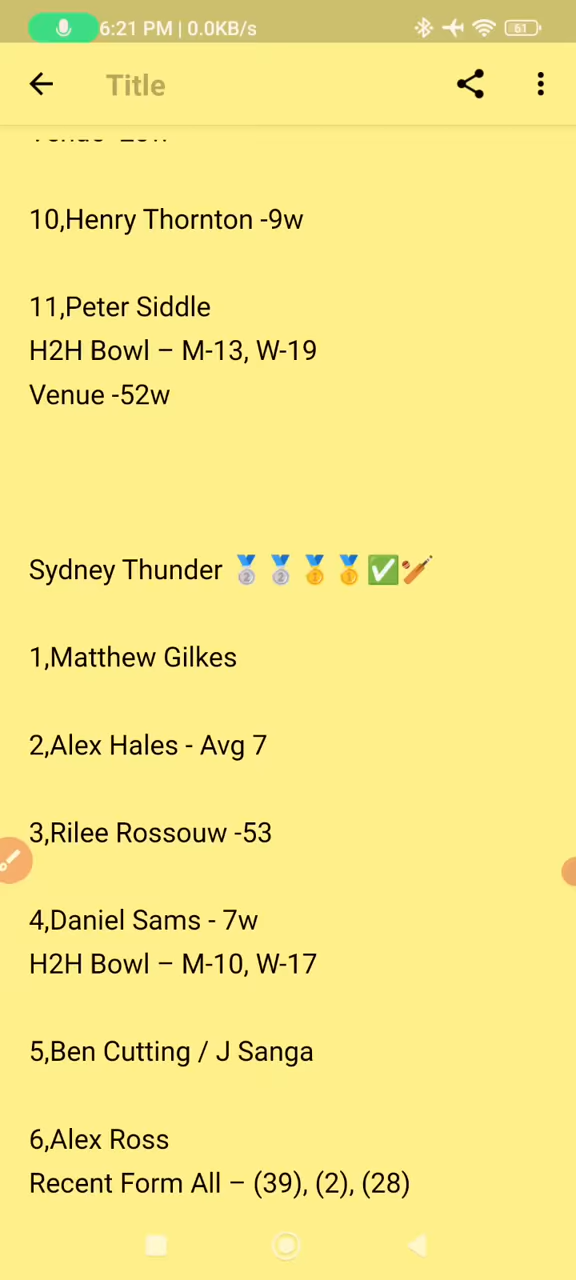 6:21 PM | 0.0KB/s
61
Title
10,Henry Thornton -9w
11,Peter Siddle
H2H Bowl – M-13, W-19
Venue -52w
Sydney Thunder 🥈🥈🥇🥇✅🏏
1,Matthew Gilkes
2,Alex Hales - Avg 7
3,Rilee Rossouw -53
4,Daniel Sams - 7w
H2H Bowl – M-10, W-17
5,Ben Cutting / J Sanga
6,Alex Ross
Recent Form All – (39), (2), (28)